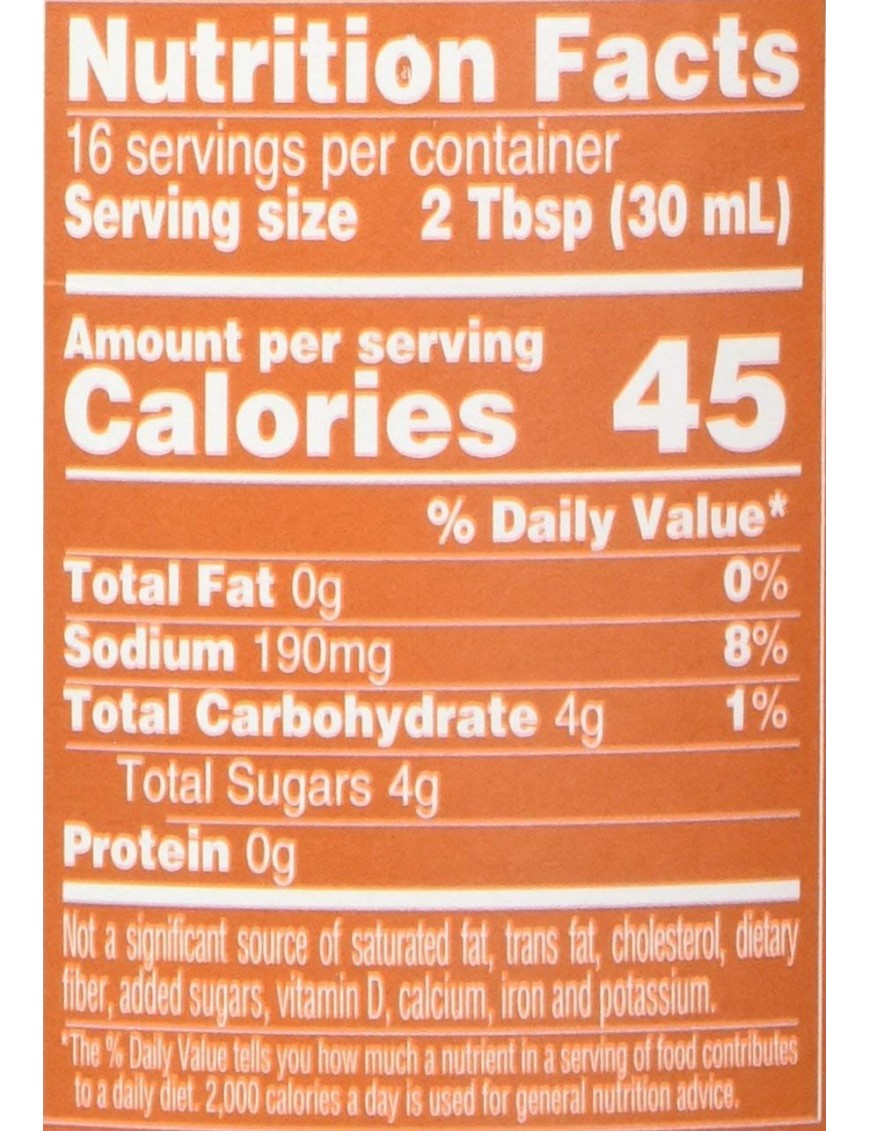 Nutrition Facts
16 servings per container
Serving size 2 Tbsp (30 mL)
Amount per serving
Calories 45
% Daily Value*
Total Fat 0g 0%
Sodium 190mg 8%
Total Carbohydrate 4g 1%
Total Sugars 4g
Protein 0g
Not a significant source of saturated fat, trans fat, cholesterol, dietary
fiber, added sugars, vitamin D, calcium, iron and potassium.
*The % Daily Value tells you how much a nutrient in a serving of food contributes
to a daily diet. 2,000 calories a day is used for general nutrition advice.